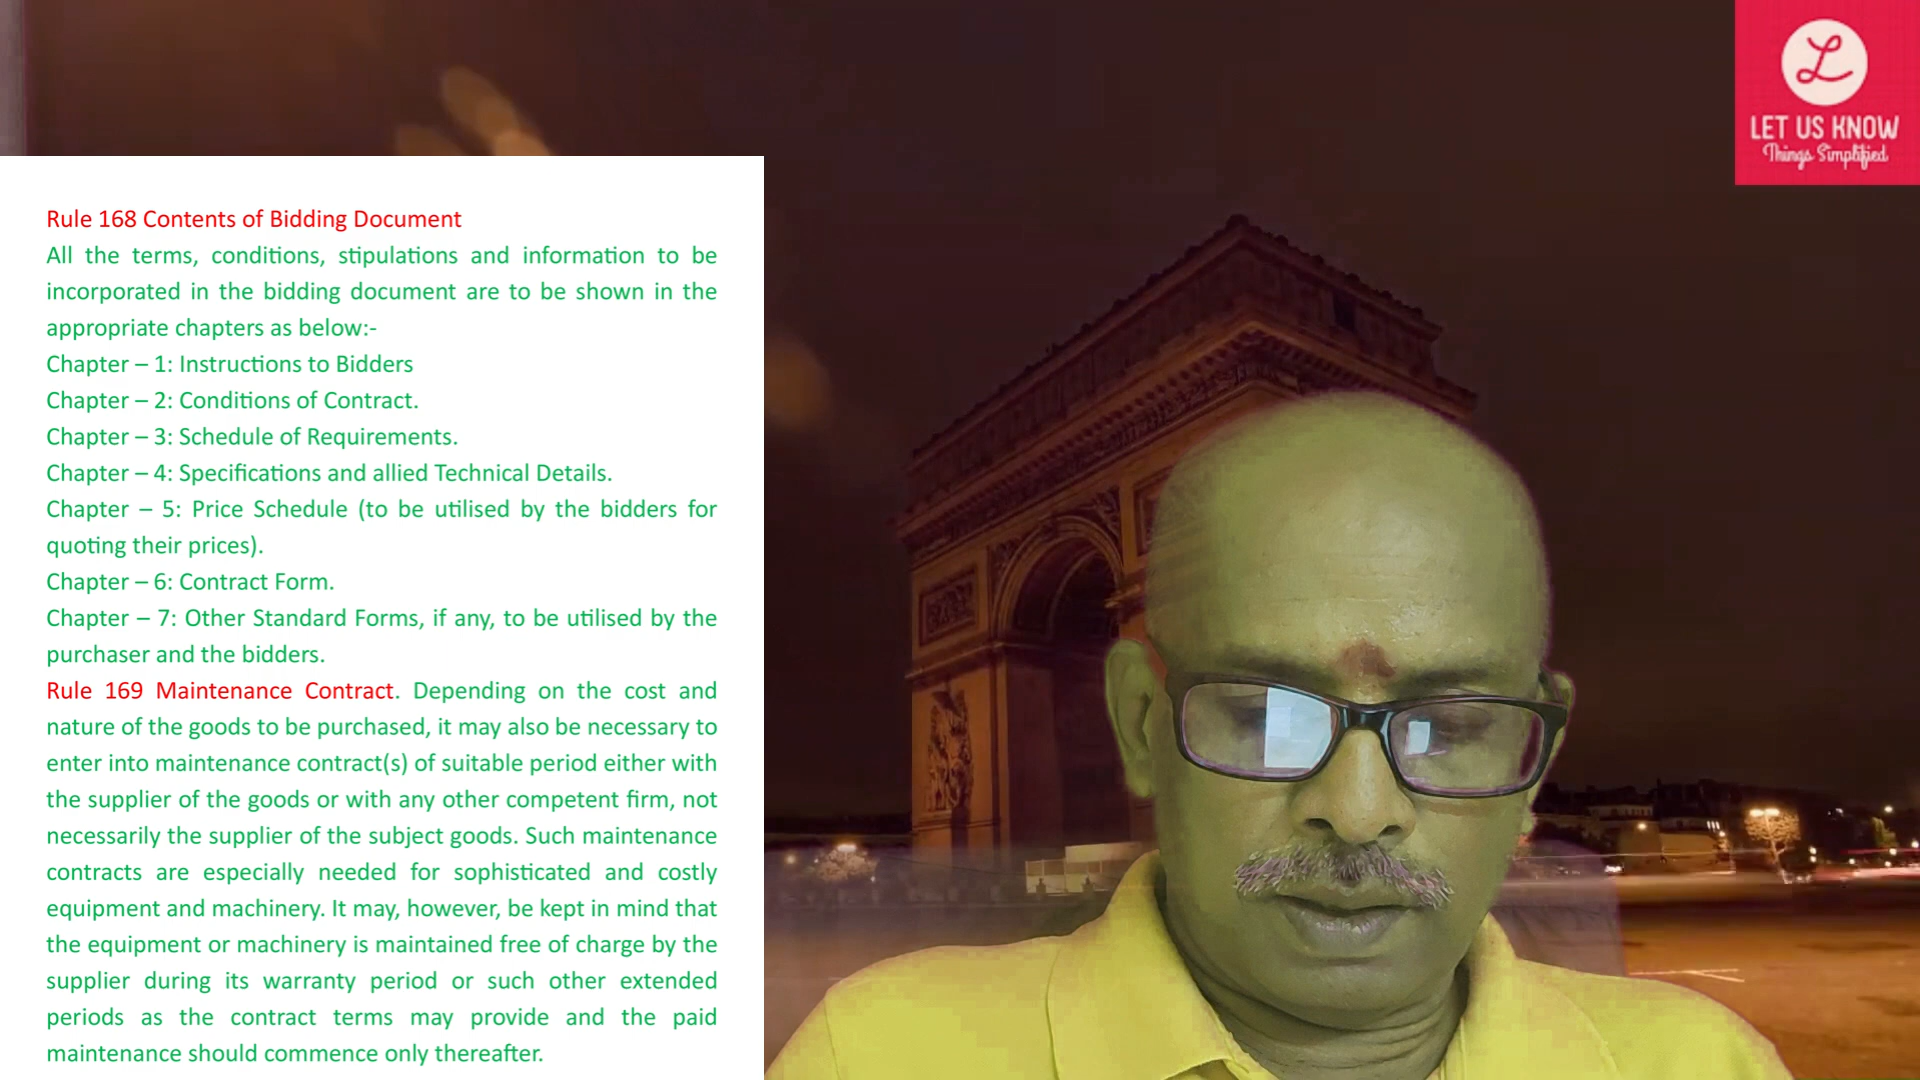 LET US KNOW
Things Simplified
Rule 168 Contents of Bidding Document
All the terms, conditions, stipulations and information to be
incorporated in the bidding document are to be shown in the
appropriate chapters as below:-
Chapter – 1: Instructions to Bidders
Chapter – 2: Conditions of Contract.
Chapter – 3: Schedule of Requirements.
Chapter – 4: Specifications and allied Technical Details.
Chapter – 5: Price Schedule (to be utilised by the bidders for
quoting their prices).
Chapter – 6: Contract Form.
Chapter – 7: Other Standard Forms, if any, to be utilised by the
purchaser and the bidders.
Rule 169 Maintenance Contract. Depending on the cost and
nature of the goods to be purchased, it may also be necessary to
enter into maintenance contract(s) of suitable period either with
the supplier of the goods or with any other competent firm, not
necessarily the supplier of the subject goods. Such maintenance
contracts are especially needed for sophisticated and costly
equipment and machinery. It may, however, be kept in mind that
the equipment or machinery is maintained free of charge by the
supplier during its warranty period or such other extended
periods as the contract terms may provide and the paid
maintenance should commence only thereafter.